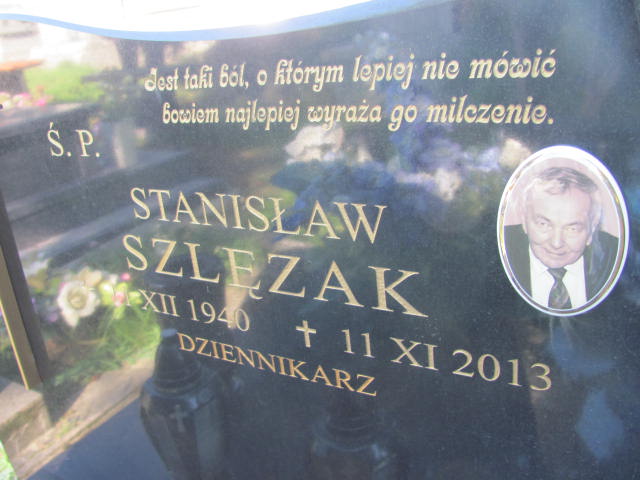 Jest taki ból, o którym lepiej nie mówić
bowiem najlepiej wyraża go milczenie.
Ś. P.
STANISŁAW
SZLĘZAK
XII 1940 11 XI 2013
DZIENNIKARZ